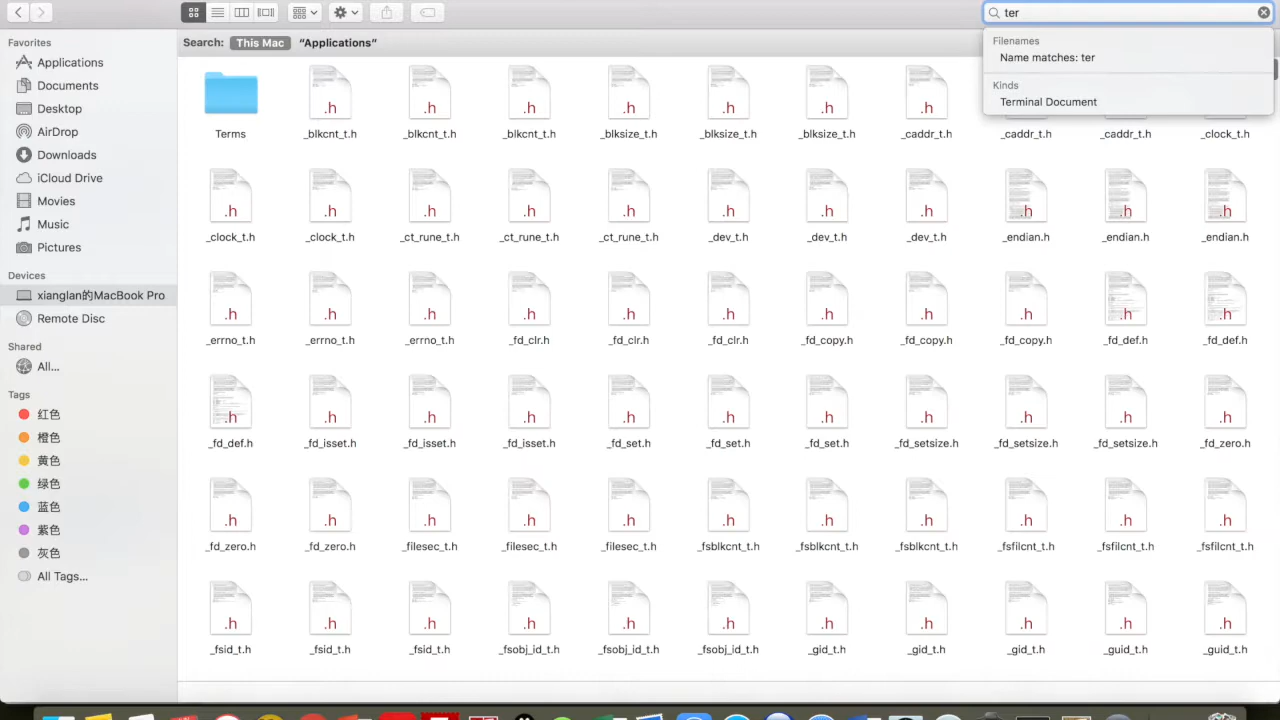 ter
Search: This Mac “Applications”
Filenames
Name matches: ter
Kinds
Terminal Document
Favorites
Applications
Documents
Desktop
AirDrop
Downloads
iCloud Drive
Movies
Music
Pictures
Devices
xianglan的MacBook Pro
Remote Disc
Shared
All...
Tags
红色
橙色
黄色
绿色
蓝色
紫色
灰色
All Tags...
.h .h .h .h .h .h .h
Terms _blkcnt_t.h _blkcnt_t.h _blkcnt_t.h _blksize_t.h _blksize_t.h _blksize_t.h _caddr_t.h _caddr_t.h _caddr_t.h _clock_t.h
.h .h .h .h .h .h .h .h .h .h .h
_clock_t.h _clock_t.h _ct_rune_t.h _ct_rune_t.h _ct_rune_t.h _dev_t.h _dev_t.h _dev_t.h _endian.h _endian.h _endian.h
.h .h .h .h .h .h .h .h .h .h .h
_errno_t.h _errno_t.h _errno_t.h _fd_clr.h _fd_clr.h _fd_clr.h _fd_copy.h _fd_copy.h _fd_copy.h _fd_def.h _fd_def.h
.h .h .h .h .h .h .h .h .h .h .h
_fd_def.h _fd_isset.h _fd_isset.h _fd_isset.h _fd_set.h _fd_set.h _fd_set.h _fd_setsize.h _fd_setsize.h _fd_setsize.h _fd_zero.h
.h .h .h .h .h .h .h .h .h .h .h
_fd_zero.h _fd_zero.h _filesec_t.h _filesec_t.h _filesec_t.h _fsblkcnt_t.h _fsblkcnt_t.h _fsblkcnt_t.h _fsfilcnt_t.h _fsfilcnt_t.h _fsfilcnt_t.h
.h .h .h .h .h .h .h .h .h .h .h
_fsid_t.h _fsid_t.h _fsid_t.h _fsobj_id_t.h _fsobj_id_t.h _fsobj_id_t.h _gid_t.h _gid_t.h _gid_t.h _guid_t.h _guid_t.h